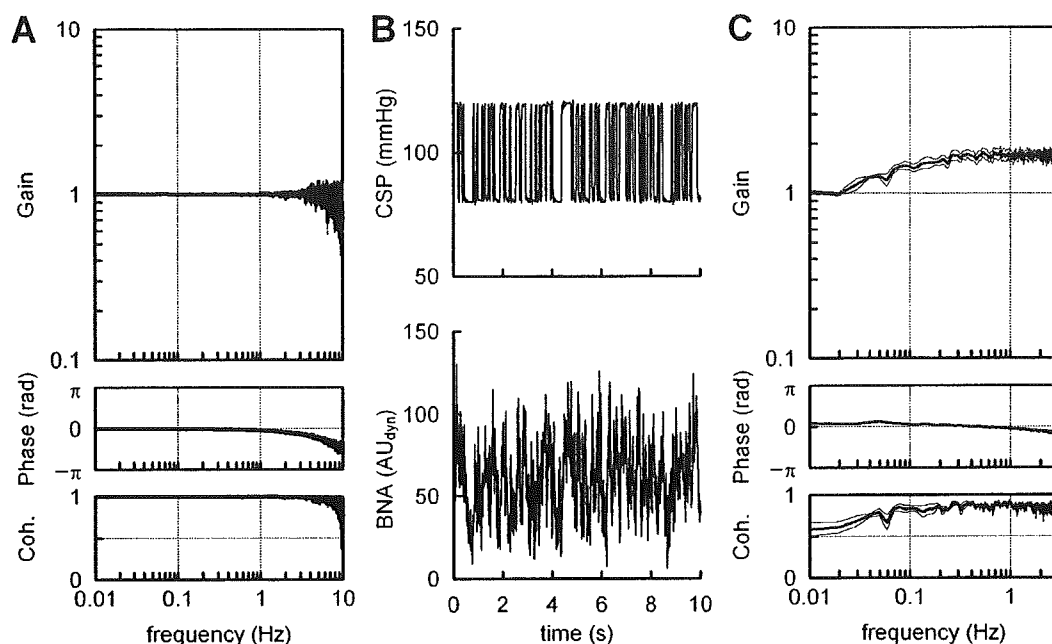 A
10
1
0.1
Gain
π
0
−π
Phase (rad)
1
0
Coh.
0.01
0.1
1
10
frequency (Hz)
B
150
100
50
CSP (mmHg)
150
100
50
0
BNA (AUdyn)
0
2
4
6
8
10
time (s)
C
10
1
0.1
Gain
π
0
−π
Phase (rad)
1
0
Coh.
0.01
0.1
1
frequency (Hz)